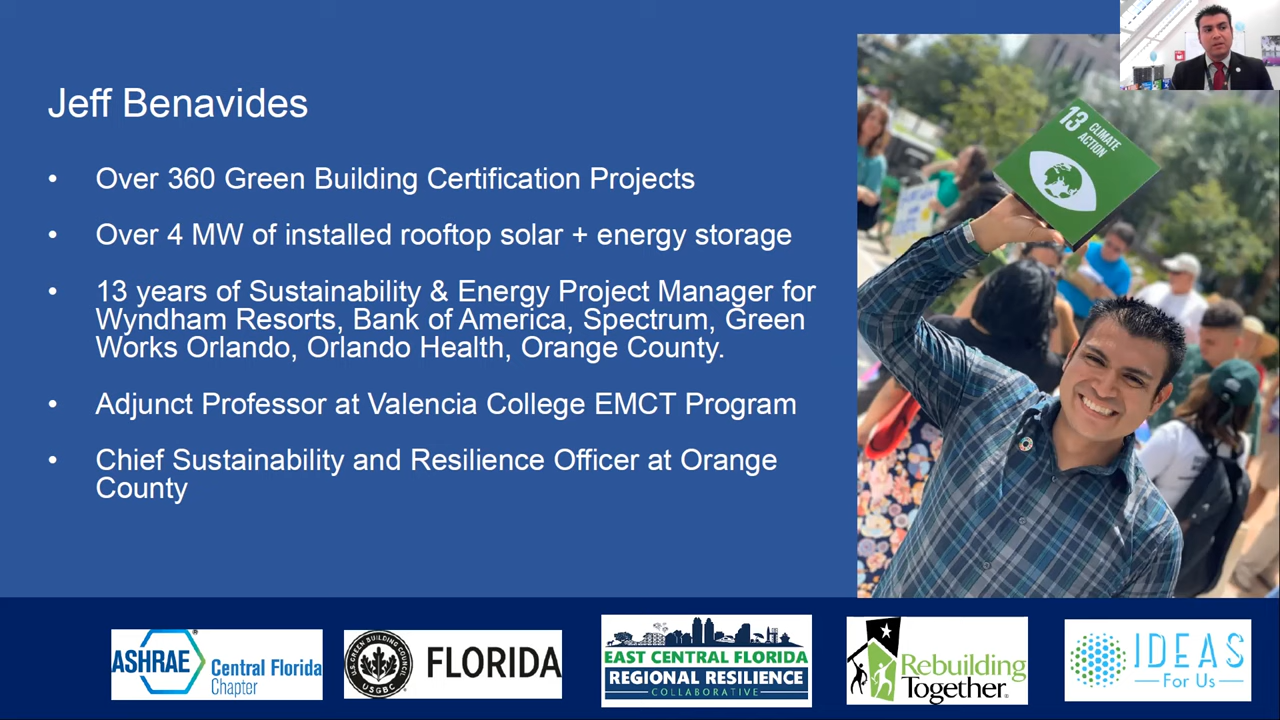 Jeff Benavides
• Over 360 Green Building Certification Projects
• Over 4 MW of installed rooftop solar + energy storage
• 13 years of Sustainability & Energy Project Manager for
Wyndham Resorts, Bank of America, Spectrum, Green
Works Orlando, Orlando Health, Orange County.
• Adjunct Professor at Valencia College EMCT Program
• Chief Sustainability and Resilience Officer at Orange
County
13 CLIMATE
ACTION
ASHRAE
Central Florida
Chapter
U.S. GREEN BUILDING COUNCIL
USGBC
FLORIDA
EAST CENTRAL FLORIDA
REGIONAL RESILIENCE
COLLABORATIVE
Rebuilding
Together
IDEAS
For Us